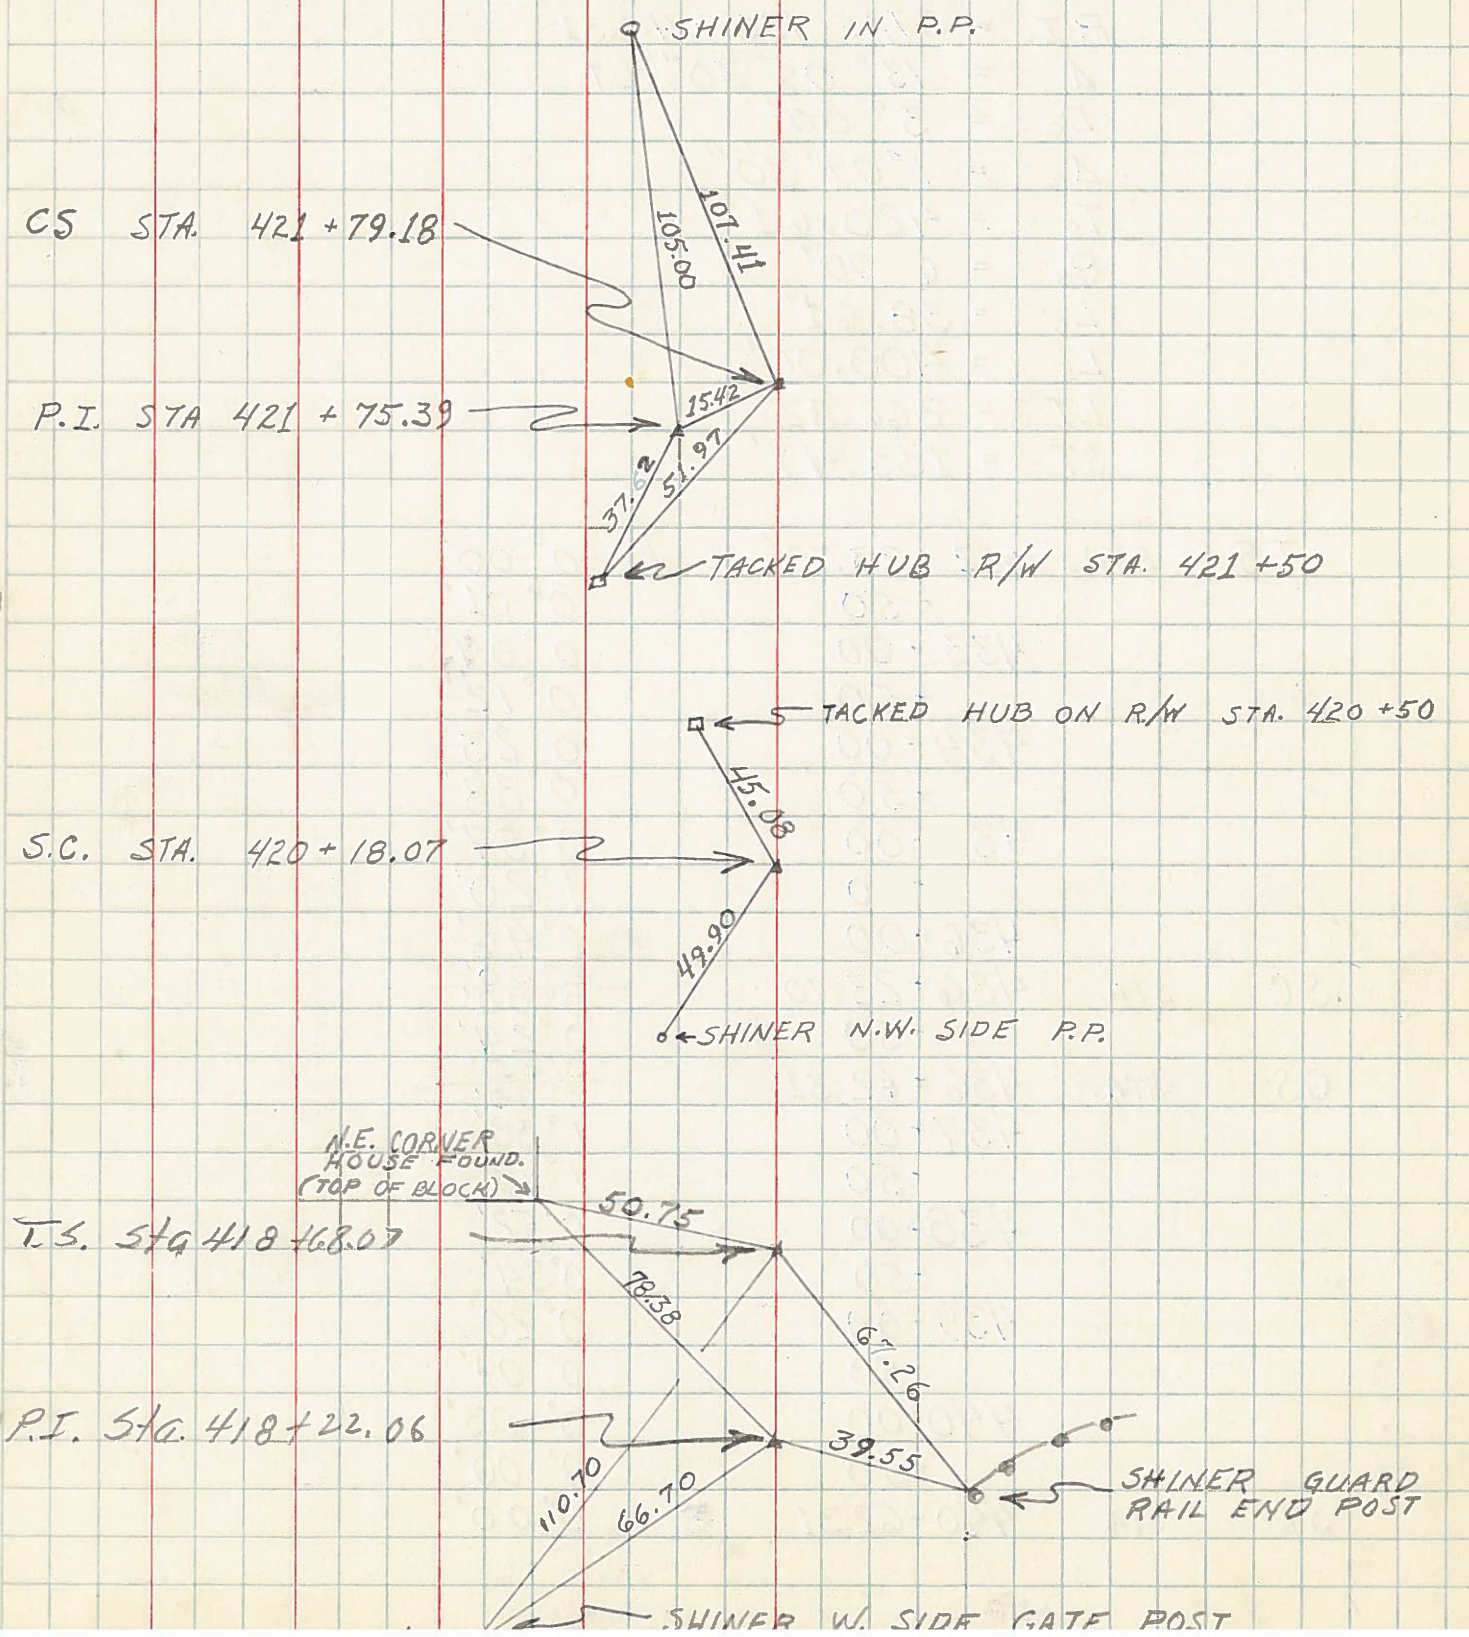 SHINER IN P.P.
107.41
105.00
CS STA. 421 + 79.18
15.42
P.I. STA 421 + 75.39
51.97
37.62
TACKED HUB R/W STA. 421 +50
TACKED HUB ON R/W STA. 420 +50
45.08
S.C. STA. 420 + 18.07
49.90
SHINER N.W. SIDE P.P.
N.E. CORNER
HOUSE FOUND.
(TOP OF BLOCK)
50.75
T.S. Sta 418 +68.07
78.38
67.26
P.I. Sta. 418 + 22.06
39.55
110.70
66.70
SHINER GUARD
RAIL END POST
SHINER W. SIDE GATE POST